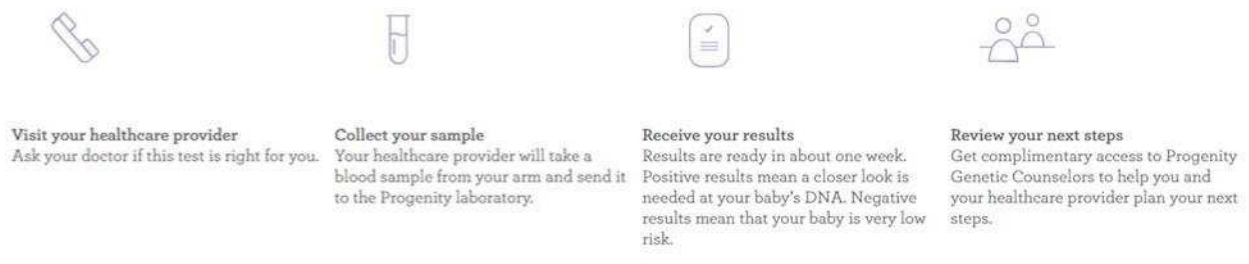 Visit your healthcare provider
Ask your doctor if this test is right for you.
Collect your sample
Your healthcare provider will take a
blood sample from your arm and send it
to the Progenity laboratory.
Receive your results
Results are ready in about one week.
Positive results mean a closer look is
needed at your baby's DNA. Negative
results mean that your baby is very low
risk.
Review your next steps
Get complimentary access to Progenity
Genetic Counselors to help you and
your healthcare provider plan your next
steps.